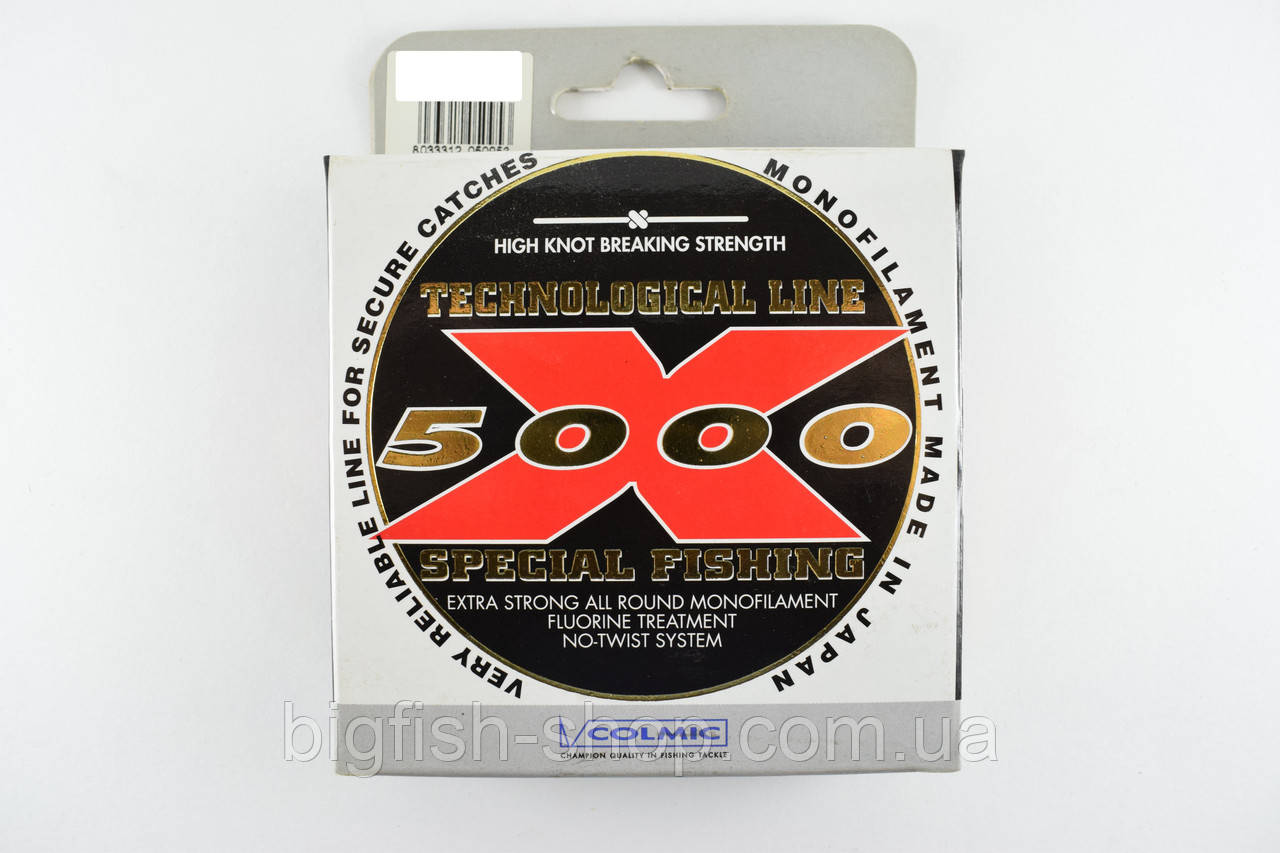 8033312 050953
VERY RELIABLE LINE FOR SECURE CATCHES
MONOFILAMENT MADE IN JAPAN
HIGH KNOT BREAKING STRENGTH
TECHNOLOGICAL LINE
X
5000
SPECIAL FISHING
EXTRA STRONG ALL ROUND MONOFILAMENT
FLUORINE TREATMENT
NO-TWIST SYSTEM
COLMIC
CHAMPION QUALITY IN FISHING TACKLE
bigfish-shop.com.ua